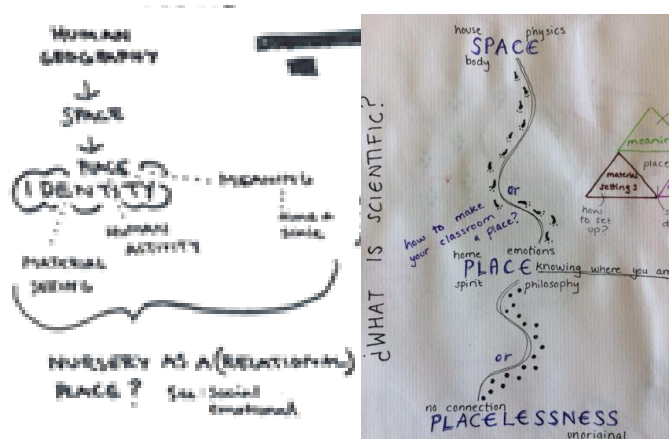 HUMAN
GEOGRAPHY
SPACE
PLACE
IDENTITY
MEANING
HUMAN
ACTIVITY
MATERIAL
SETTING
NURSERY AS A (RELATIONAL)
PLACE?
social
emotional
¿WHAT IS SCIENTIFIC?
house physics
SPACE
body
or
how to make
your classroom
a place?
home emotions
PLACE knowing where you
spirit philosophy
or
no connection
PLACELESSNESS
unoriginal
place
material
settings
how
to set
up?